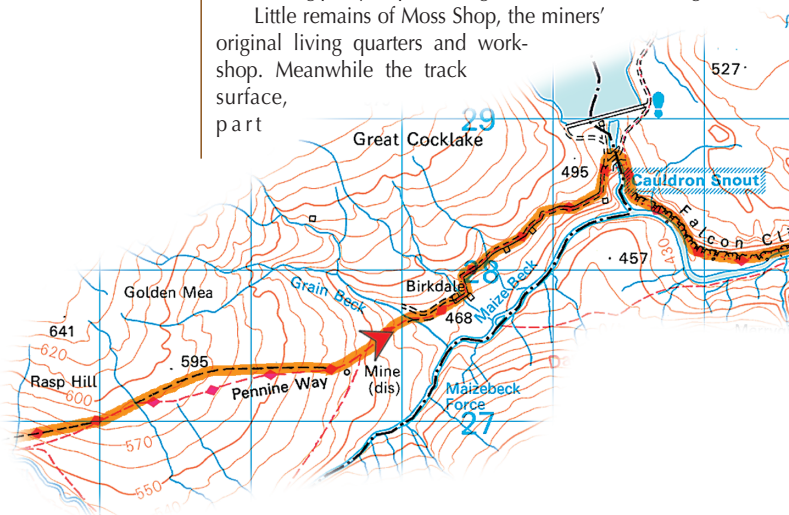 Little remains of Moss Shop, the miners'
original living quarters and work-
shop. Meanwhile the track
surface,
part
527
29
Great Cocklake
495
Cauldron Snout
Falcon
430
457
28
Birkdale
Grain Beck
Golden Mea
Maize Beck
468
641
620
595
Rasp Hill
600
Mine
(dis)
Pennine Way
Maizebeck
Force
27
570
550